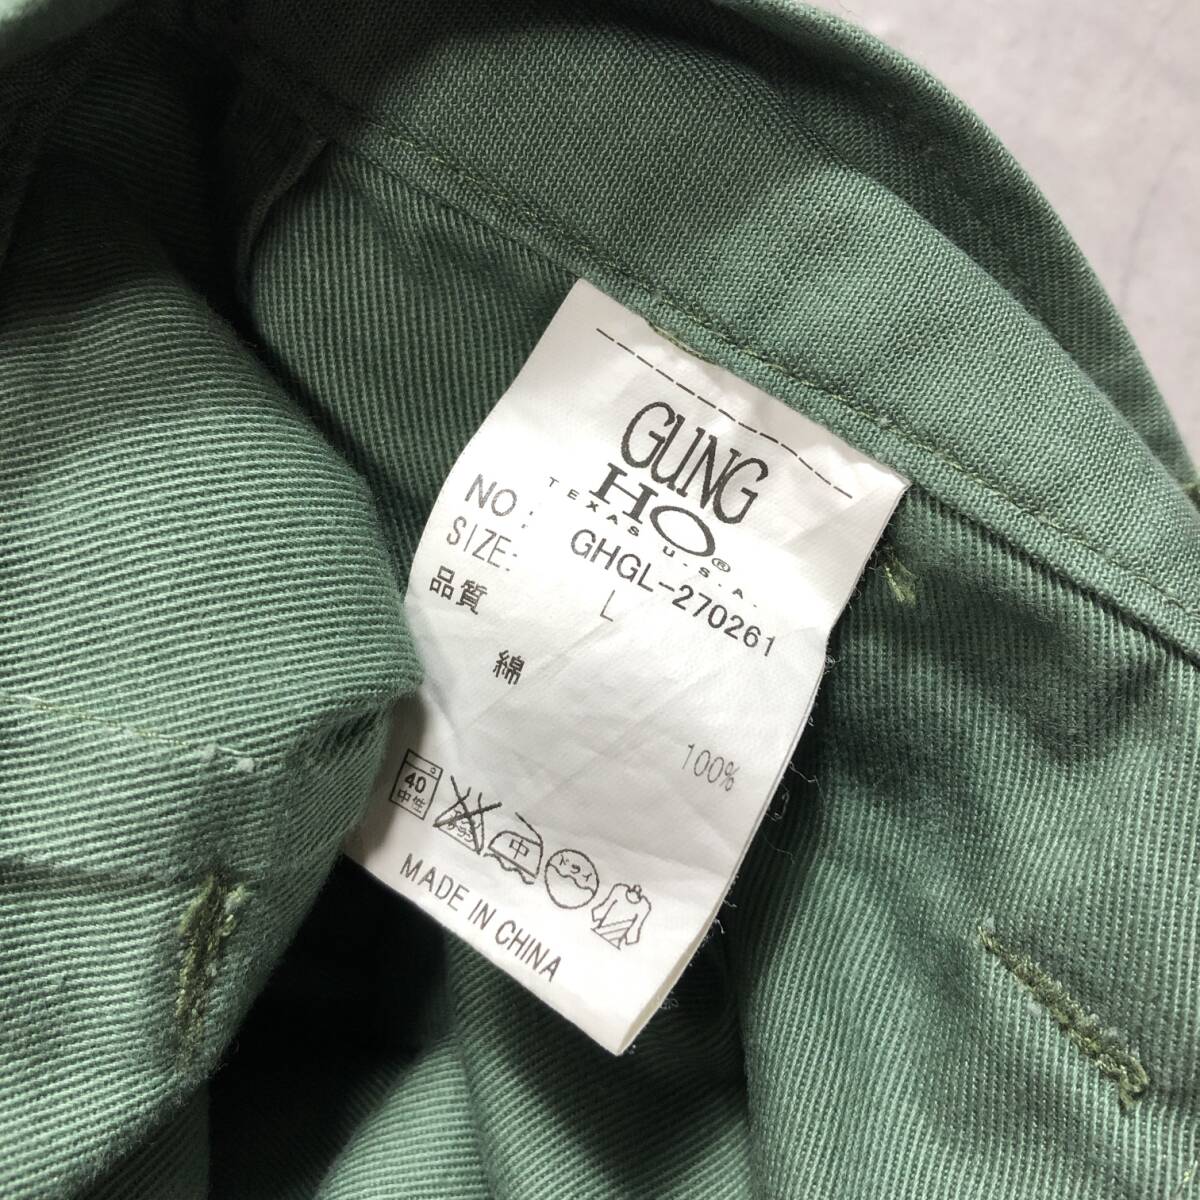 GUNG
HO®
TEXAS U.S.A.
NO: GHGL-270261
SIZE: L
品質
綿 100%
40
中性
中
ドライ
MADE IN CHINA